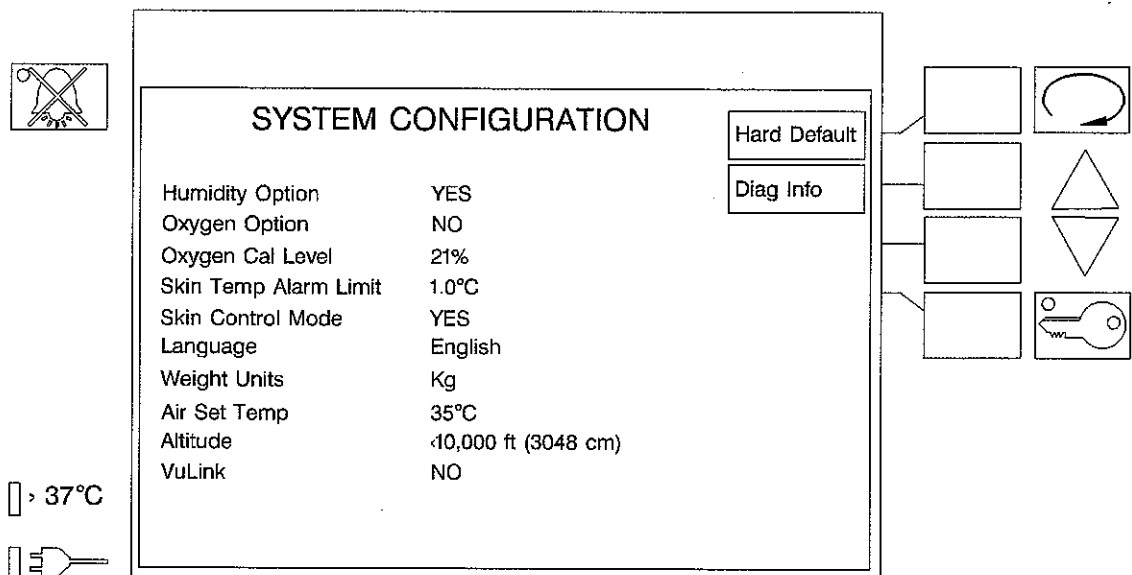 SYSTEM CONFIGURATION
Hard Default
Diag Info
Humidity Option YES
Oxygen Option NO
Oxygen Cal Level 21%
Skin Temp Alarm Limit 1.0°C
Skin Control Mode YES
Language English
Weight Units Kg
Air Set Temp 35°C
Altitude <10,000 ft (3048 cm)
VuLink NO
> 37°C